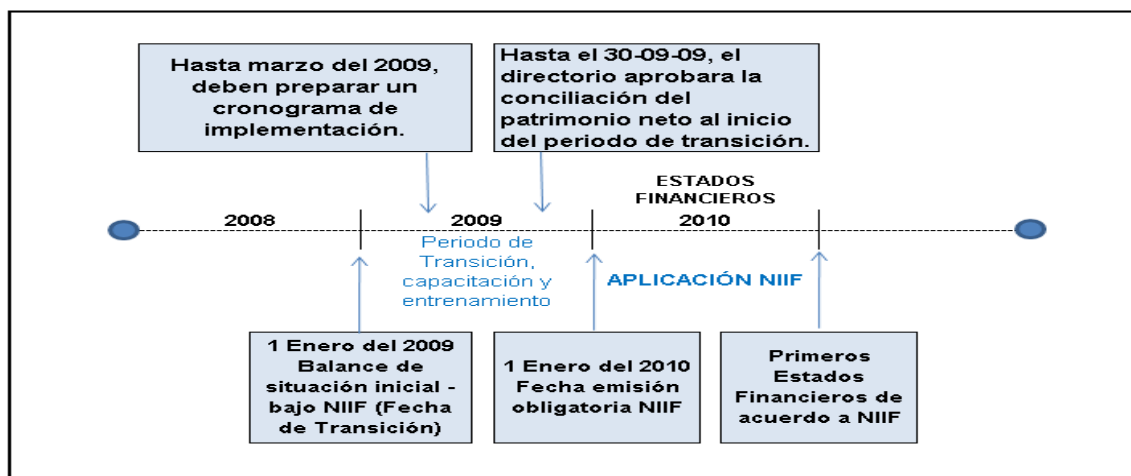 Hasta marzo del 2009,
deben preparar un
cronograma de
implementación.
Hasta el 30-09-09, el
directorio aprobara la
conciliación del
patrimonio neto al inicio
del periodo de transición.
ESTADOS
FINANCIEROS
2008
2009
2010
Periodo de
Transición,
capacitación y
entrenamiento
APLICACIÓN NIIF
1 Enero del 2009
Balance de
situación inicial -
bajo NIIF (Fecha
de Transición)
1 Enero del 2010
Fecha emisión
obligatoria NIIF
Primeros
Estados
Financieros de
acuerdo a NIIF